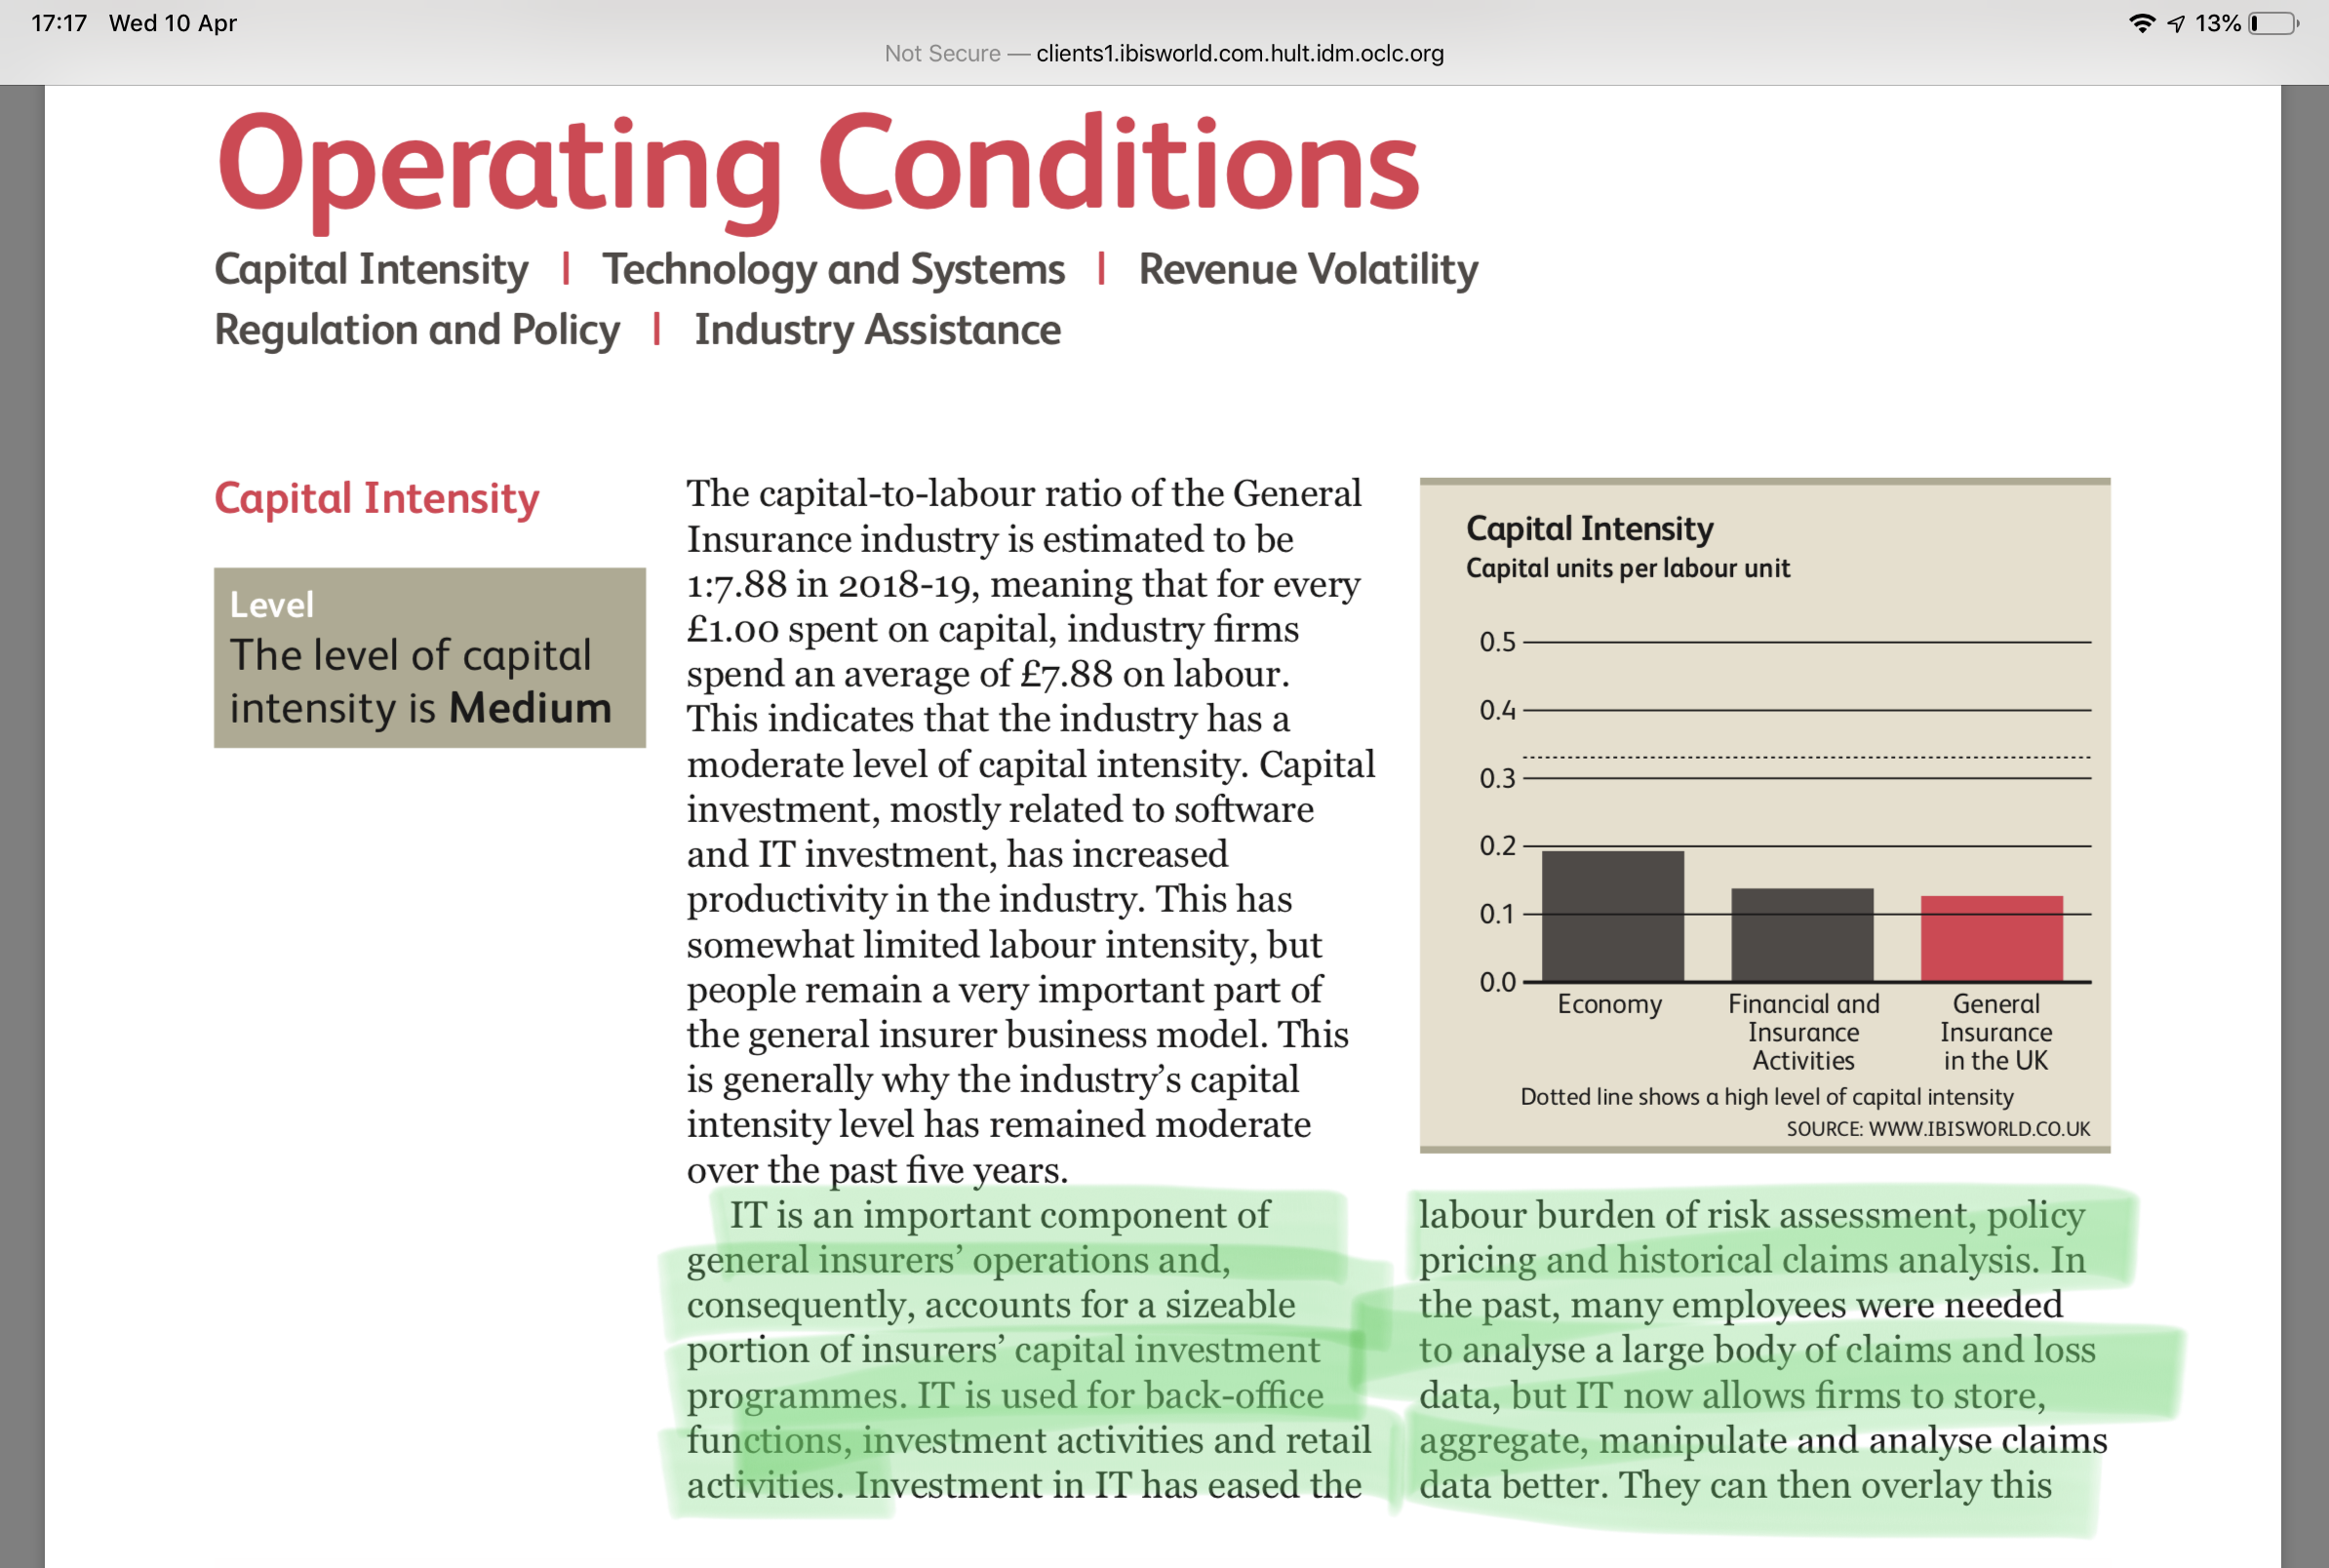 17:17 Wed 10 Apr
13%
Not Secure — clients1.ibisworld.com.hult.idm.oclc.org
Operating Conditions
Capital Intensity | Technology and Systems | Revenue Volatility
Regulation and Policy | Industry Assistance
Capital Intensity
Level
The level of capital
intensity is Medium
The capital-to-labour ratio of the General
Insurance industry is estimated to be
1:7.88 in 2018-19, meaning that for every
£1.00 spent on capital, industry firms
spend an average of £7.88 on labour.
This indicates that the industry has a
moderate level of capital intensity. Capital
investment, mostly related to software
and IT investment, has increased
productivity in the industry. This has
somewhat limited labour intensity, but
people remain a very important part of
the general insurer business model. This
is generally why the industry’s capital
intensity level has remained moderate
over the past five years.
IT is an important component of
general insurers’ operations and,
consequently, accounts for a sizeable
portion of insurers’ capital investment
programmes. IT is used for back-office
functions, investment activities and retail
activities. Investment in IT has eased the
Capital Intensity
Capital units per labour unit
0.5
0.4
0.3
0.2
0.1
0.0
Economy
Financial and
Insurance
Activities
General
Insurance
in the UK
Dotted line shows a high level of capital intensity
SOURCE: WWW.IBISWORLD.CO.UK
labour burden of risk assessment, policy
pricing and historical claims analysis. In
the past, many employees were needed
to analyse a large body of claims and loss
data, but IT now allows firms to store,
aggregate, manipulate and analyse claims
data better. They can then overlay this